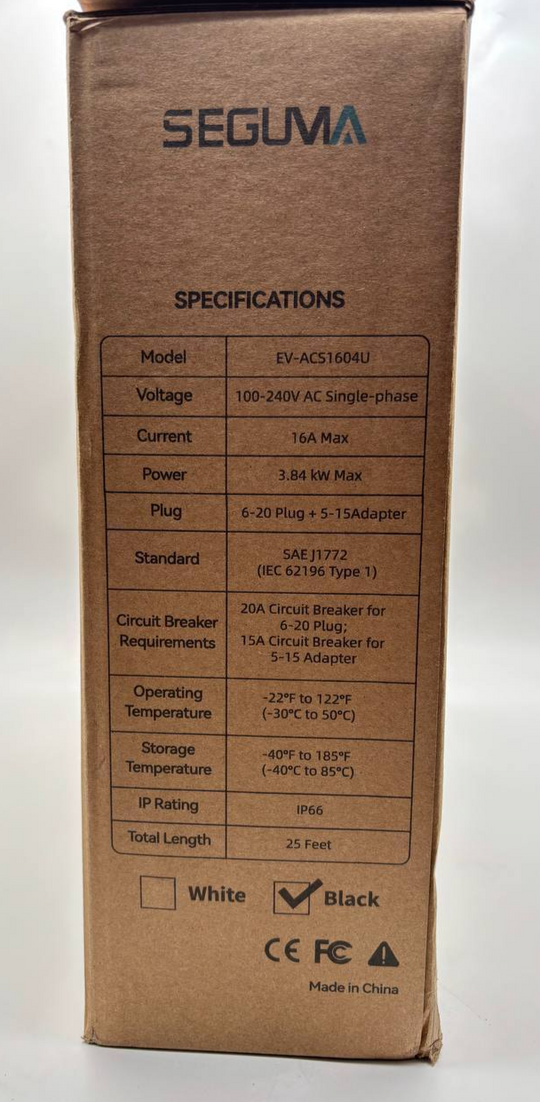 SEGUMA
SPECIFICATIONS
Model
EV-ACS1604U
Voltage
100-240V AC Single-phase
Current
16A Max
Power
3.84 kW Max
Plug
6-20 Plug + 5-15Adapter
Standard
SAE J1772
(IEC 62196 Type 1)
Circuit Breaker
Requirements
20A Circuit Breaker for
6-20 Plug;
15A Circuit Breaker for
5-15 Adapter
Operating
Temperature
-22°F to 122°F
(-30°C to 50°C)
Storage
Temperature
-40°F to 185°F
(-40°C to 85°C)
IP Rating
IP66
Total Length
25 Feet
White
Black
CE FC
Made in China